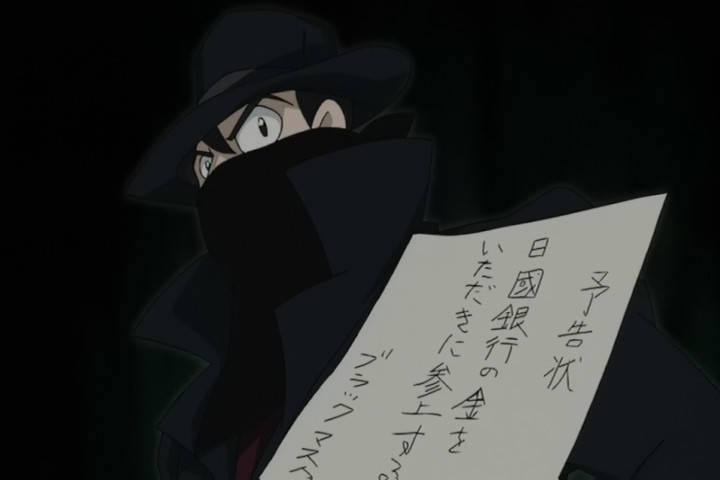 予告状
日國銀行の金を
いただきに参上する
ブラックマスク